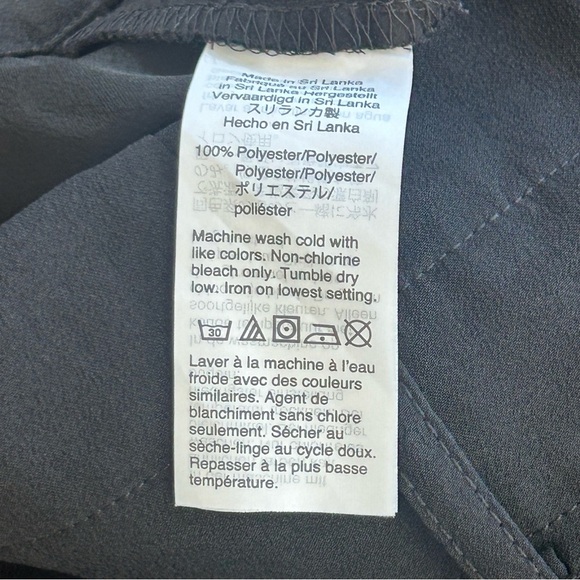 Made in Sri Lanka
Fabriqué au Sri Lanka
In Sri Lanka Hergestellt
Vervaardigd in Sri Lanka
スリランカ製
Hecho en Sri Lanka
100% Polyester/Polyester/
Polyester/Polyester/
ポリエステル/
poliéster
Machine wash cold with
like colors. Non-chlorine
bleach only. Tumble dry
low. Iron on lowest setting.
30
Laver à la machine à l'eau
froide avec des couleurs
similaires. Agent de
blanchiment sans chlore
seulement. Sécher au
sèche-linge au cycle doux.
Repasser à la plus basse
température.